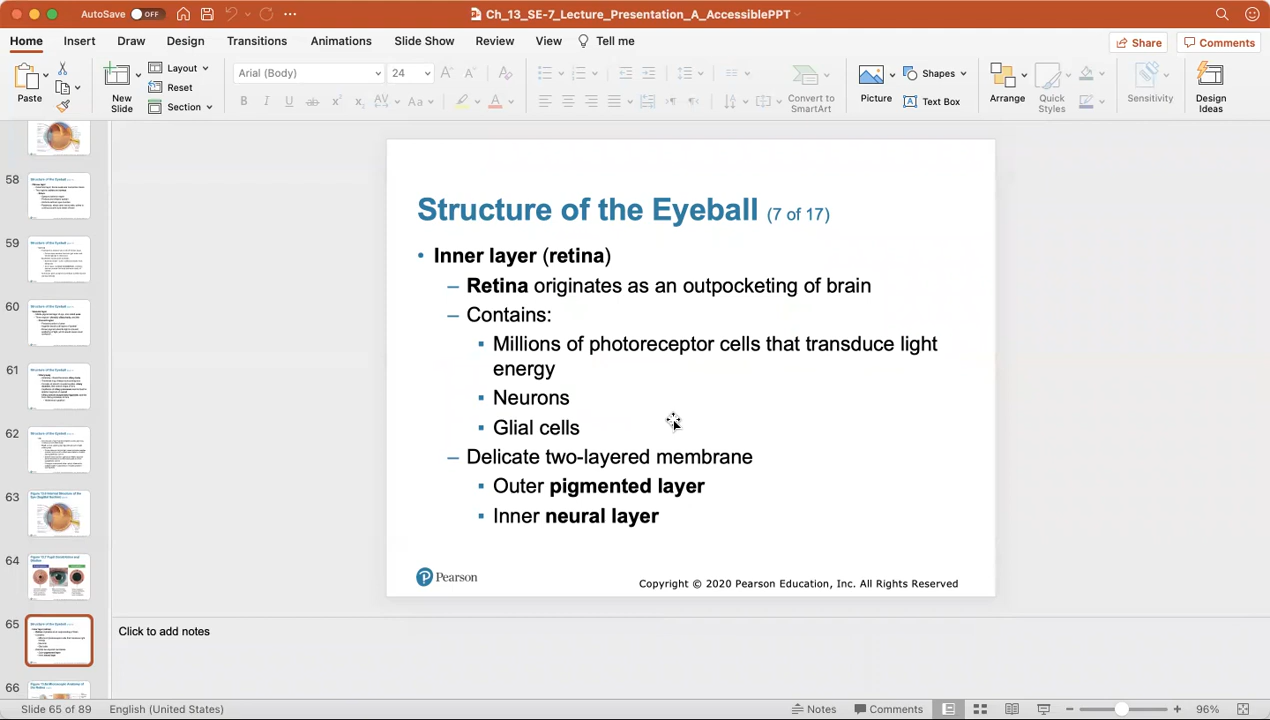 AutoSave OFF
Ch_13_SE-7_Lecture_Presentation_A_AccessiblePPT
Home Insert Draw Design Transitions Animations Slide Show Review View Tell me
Share Comments
Paste
New Slide
Layout
Reset
Section
Arial (Body) 24
Convert to SmartArt
Picture
Shapes
Text Box
Arrange
Quick Styles
Sensitivity
Design Ideas
58
59
60
61
62
63
64
65
66
Structure of the Eyeball (7 of 17)
• Inner layer (retina)
– Retina originates as an outpocketing of brain
– Contains:
▪ Millions of photoreceptor cells that transduce light
energy
▪ Neurons
▪ Glial cells
– Delicate two-layered membrane
▪ Outer pigmented layer
▪ Inner neural layer
Pearson
Copyright © 2020 Pearson Education, Inc. All Rights Reserved
Click to add notes
Slide 65 of 89 English (United States) Notes Comments 96%